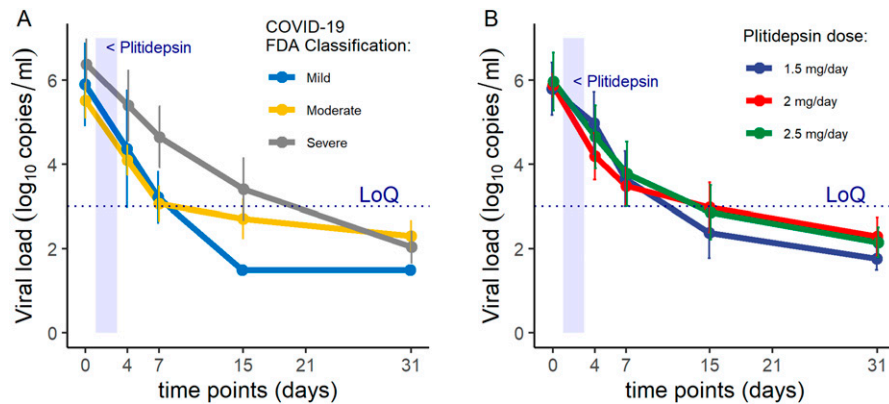 A
COVID-19
FDA Classification:
< Plitidepsin
Mild
Moderate
Severe
LoQ
Viral load (log10 copies/ml)
6
4
2
0
0 4 7 15 21 31
time points (days)
B
Plitidepsin dose:
< Plitidepsin
1.5 mg/day
2 mg/day
2.5 mg/day
LoQ
Viral load (log10 copies/ml)
6
4
2
0
0 4 7 15 21 31
time points (days)